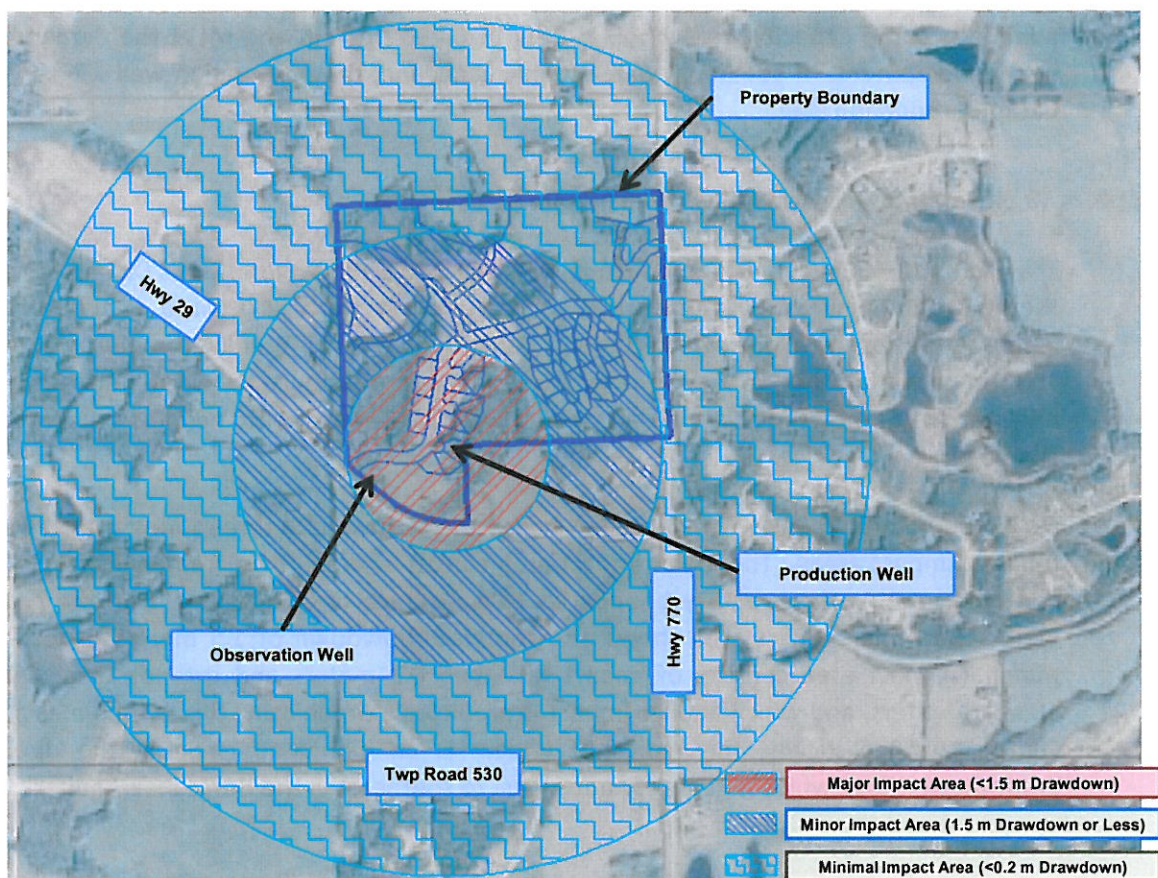 Property Boundary
Hwy 29
Production Well
Observation Well
Hwy 770
Twp Road 530
Major Impact Area (<1.5 m Drawdown)
Minor Impact Area (1.5 m Drawdown or Less)
Minimal Impact Area (<0.2 m Drawdown)